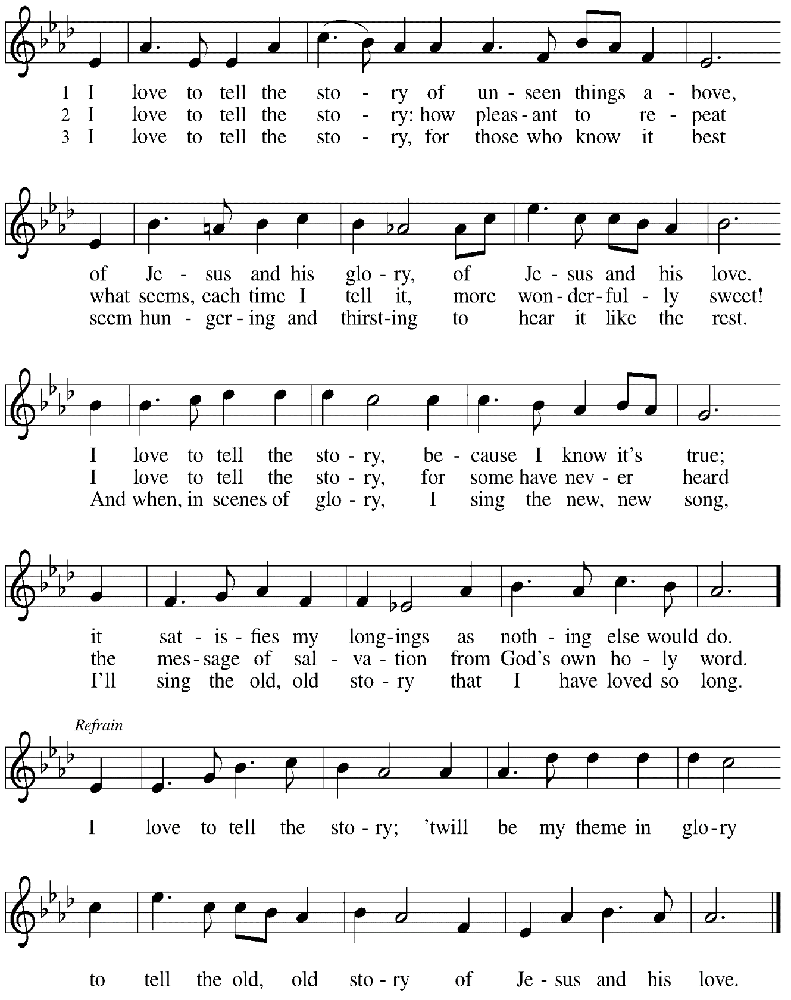 1 I love to tell the sto - ry of un - seen things a - bove,
2 I love to tell the sto - ry: how pleas - ant to re - peat
3 I love to tell the sto - ry, for those who know it best
of Je - sus and his glo - ry, of Je - sus and his love.
what seems, each time I tell it, more won - der - ful - ly sweet!
seem hun - ger - ing and thirst - ing to hear it like the rest.
I love to tell the sto - ry, be - cause I know it's true;
I love to tell the sto - ry, for some have nev - er heard
And when, in scenes of glo - ry, I sing the new, new song,
it sat - is - fies my long - ings as noth - ing else would do.
the mes - sage of sal - va - tion from God's own ho - ly word.
I'll sing the old, old sto - ry that I have loved so long.
Refrain
I love to tell the sto - ry; 'twill be my theme in glo - ry
to tell the old, old sto - ry of Je - sus and his love.